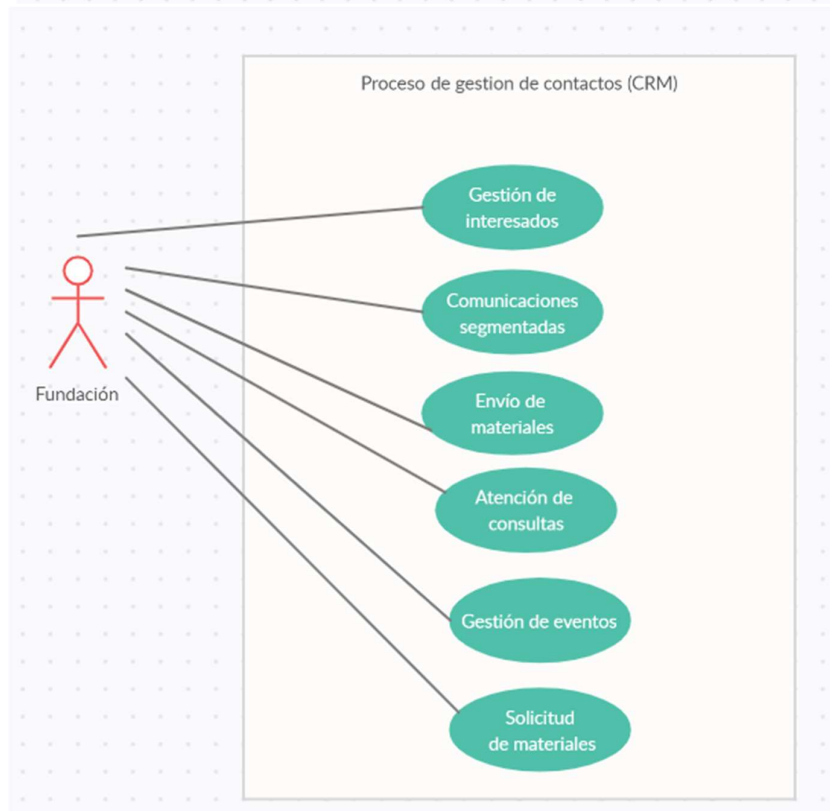 Proceso de gestion de contactos (CRM)
Gestión de
interesados
Comunicaciones
segmentadas
Envío de
materiales
Fundación
Atención de
consultas
Gestión de eventos
Solicitud
de materiales